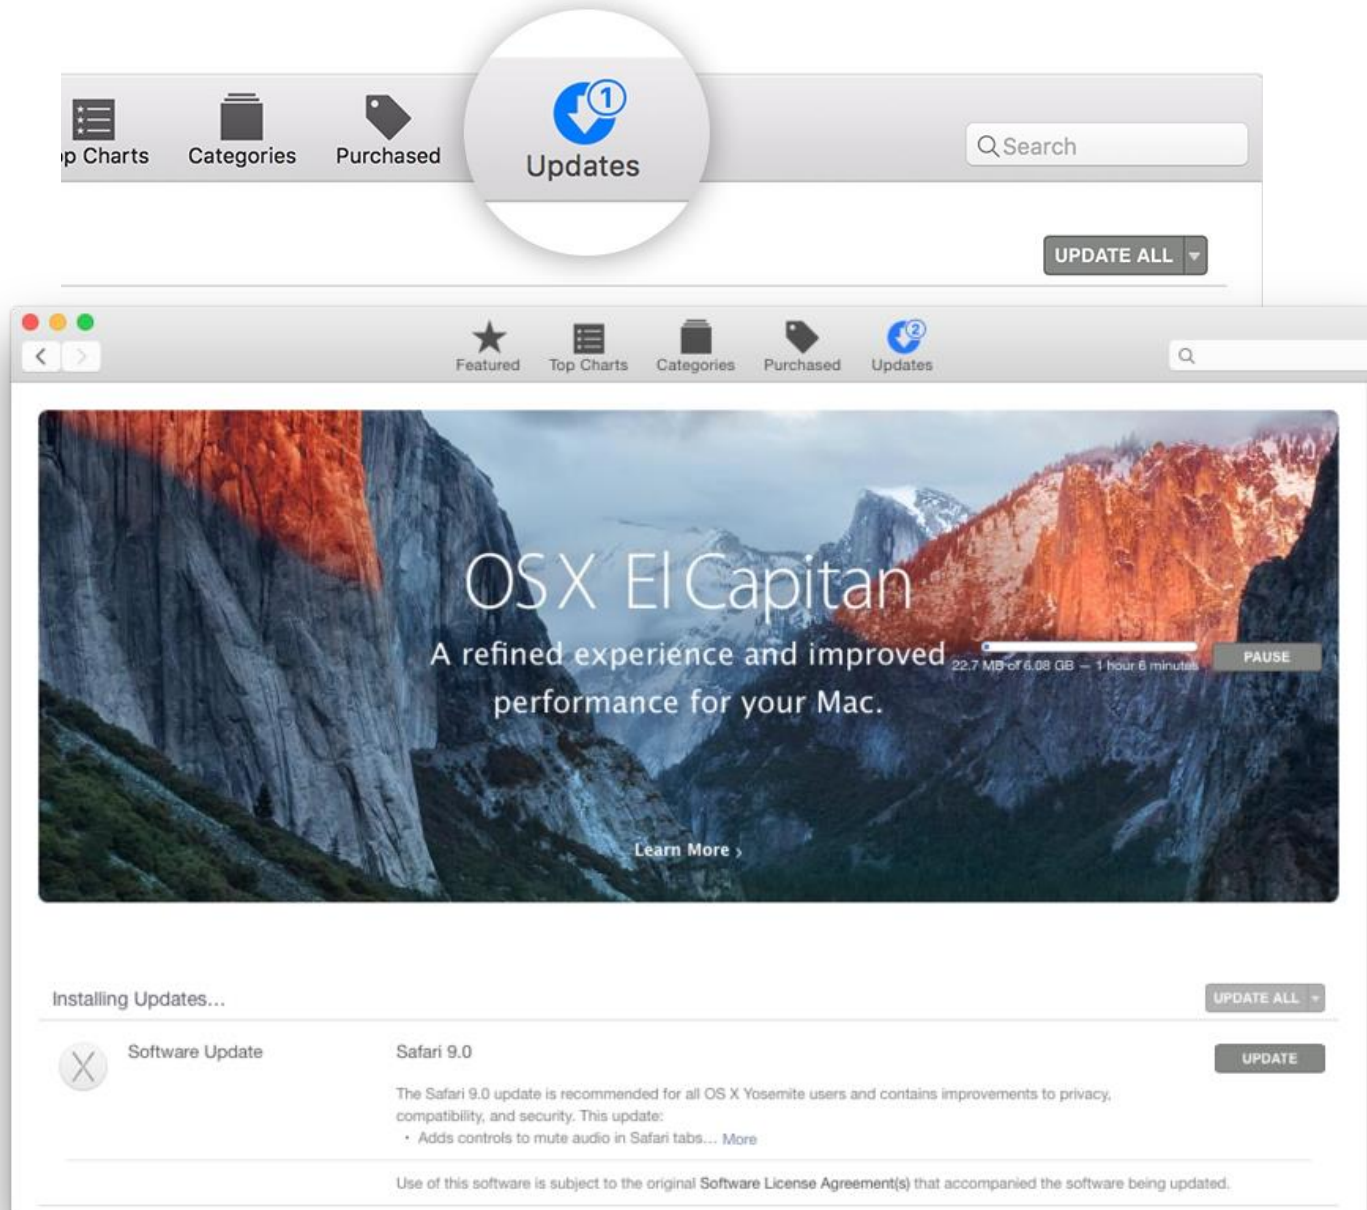 1
op Charts
Categories
Purchased
Updates
Search
UPDATE ALL
2
Featured
Top Charts
Categories
Purchased
Updates
OS X El Capitan
A refined experience and improved
performance for your Mac.
22.7 MB of 6.08 GB — 1 hour 6 minutes
PAUSE
Learn More ›
Installing Updates...
UPDATE ALL
X
Software Update
Safari 9.0
UPDATE
The Safari 9.0 update is recommended for all OS X Yosemite users and contains improvements to privacy,
compatibility, and security. This update:
• Adds controls to mute audio in Safari tabs... More
Use of this software is subject to the original Software License Agreement(s) that accompanied the software being updated.